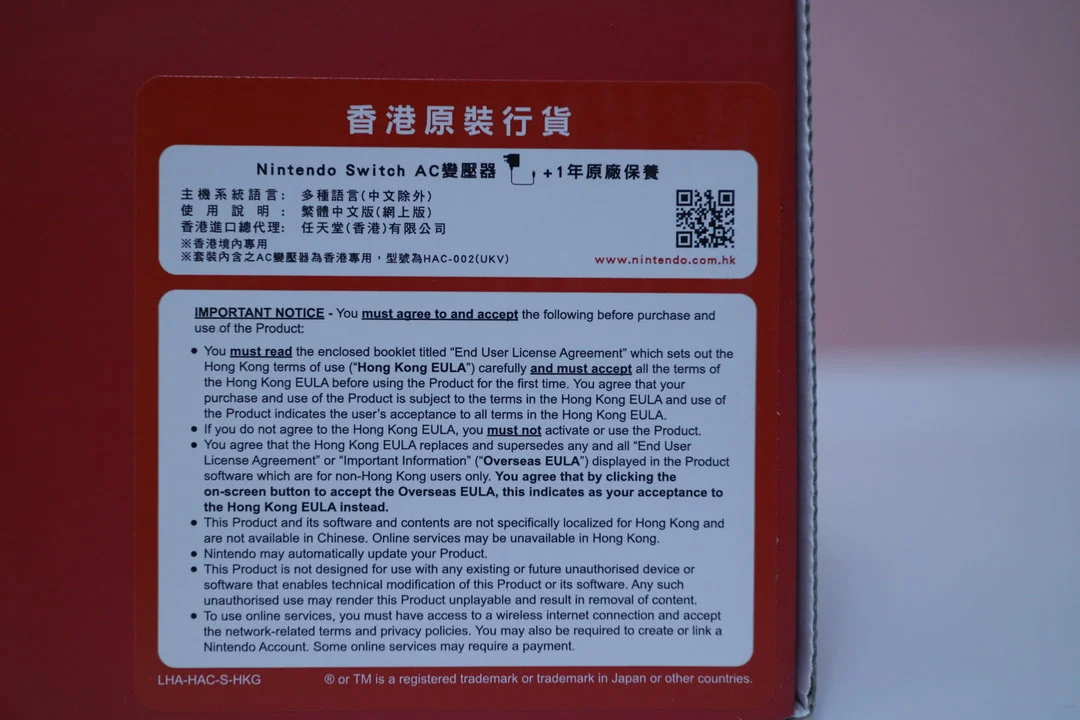 香港原裝行貨
Nintendo Switch AC變壓器 +1年原廠保養
主機系統語言: 多種語言(中文除外)
使用說明: 繁體中文版(網上版)
香港進口總代理: 任天堂(香港)有限公司
※香港境內專用
※套裝內含之AC變壓器為香港專用，型號為HAC-002(UKV)
www.nintendo.com.hk
IMPORTANT NOTICE - You must agree to and accept the following before purchase and
use of the Product:
● You must read the enclosed booklet titled “End User License Agreement” which sets out the
Hong Kong terms of use (“Hong Kong EULA”) carefully and must accept all the terms of
the Hong Kong EULA before using the Product for the first time. You agree that your
purchase and use of the Product is subject to the terms in the Hong Kong EULA and use of
the Product indicates the user’s acceptance to all terms in the Hong Kong EULA.
● If you do not agree to the Hong Kong EULA, you must not activate or use the Product.
● You agree that the Hong Kong EULA replaces and supersedes any and all “End User
License Agreement” or “Important Information” (“Overseas EULA”) displayed in the Product
software which are for non-Hong Kong users only. You agree that by clicking the
on-screen button to accept the Overseas EULA, this indicates as your acceptance to
the Hong Kong EULA instead.
● This Product and its software and contents are not specifically localized for Hong Kong and
are not available in Chinese. Online services may be unavailable in Hong Kong.
● Nintendo may automatically update your Product.
● This Product is not designed for use with any existing or future unauthorised device or
software that enables technical modification of this Product or its software. Any such
unauthorised use may render this Product unplayable and result in removal of content.
● To use online services, you must have access to a wireless internet connection and accept
the network-related terms and privacy policies. You may also be required to create or link a
Nintendo Account. Some online services may require a payment.
LHA-HAC-S-HKG
® or TM is a registered trademark or trademark in Japan or other countries.